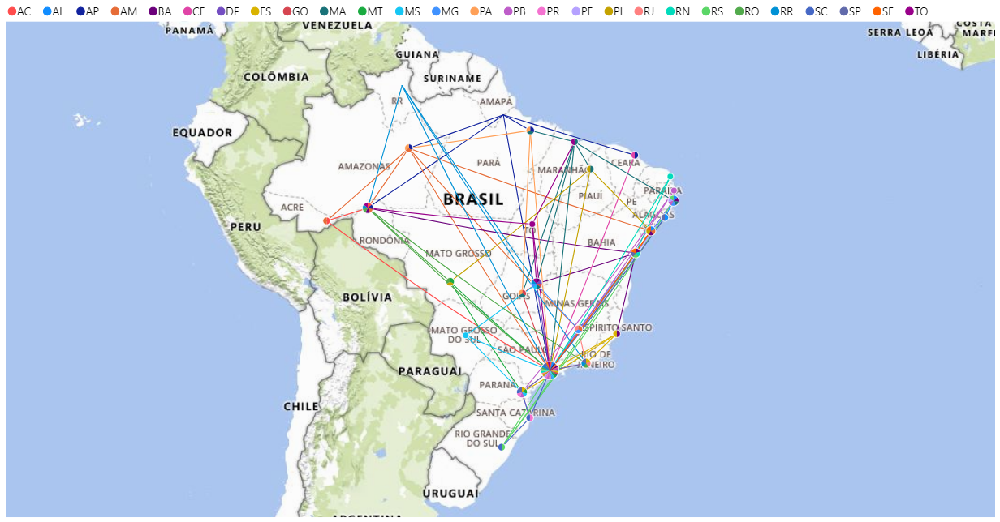 AC AL AP AM BA CE DF ES GO MA MT MS MG PA PB PR PE PI RJ RN RS RO RR SC SP SE TO
PANAMÁ
VENEZUELA
SERRA LEOA
COSTA
MARFI
LIBÉRIA
GUIANA
COLÔMBIA
SURINAME
RR
AMAPÁ
EQUADOR
AMAZONAS
PARÁ
MARANHÃO
CEARÁ
BRASIL
PIAUÍ
PE
ACRE
ALAGOAS
PERU
TO
RONDÔNIA
BAHIA
MATO GROSSO
BOLÍVIA
GOIÁS
MINAS GERAIS
MATO GROSSO
DO SUL
ESPÍRITO SANTO
SÃO PAULO
RIO DE
JANEIRO
PARAGUAI
PARANÁ
CHILE
SANTA CATARINA
RIO GRANDE
DO SUL
URUGUAI
ARGENTINA